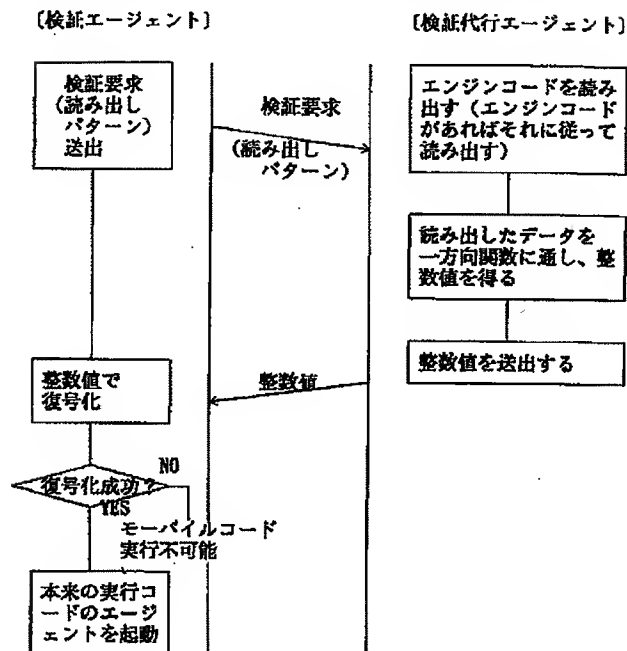 〔検証エージェント〕
〔検証代行エージェント〕
検証要求
(読み出し
パターン)
送出
検証要求
(読み出し
パターン)
エンジンコードを読み
出す(エンジンコード
があればそれに従って
読み出す)
読み出したデータを
一方向関数に通し、整
数値を得る
整数値を送出する
整数値
整数値で
復号化
復号化成功?
NO
YES
モーバイルコード
実行不可能
本来の実行コ
ードのエージ
ェントを起動